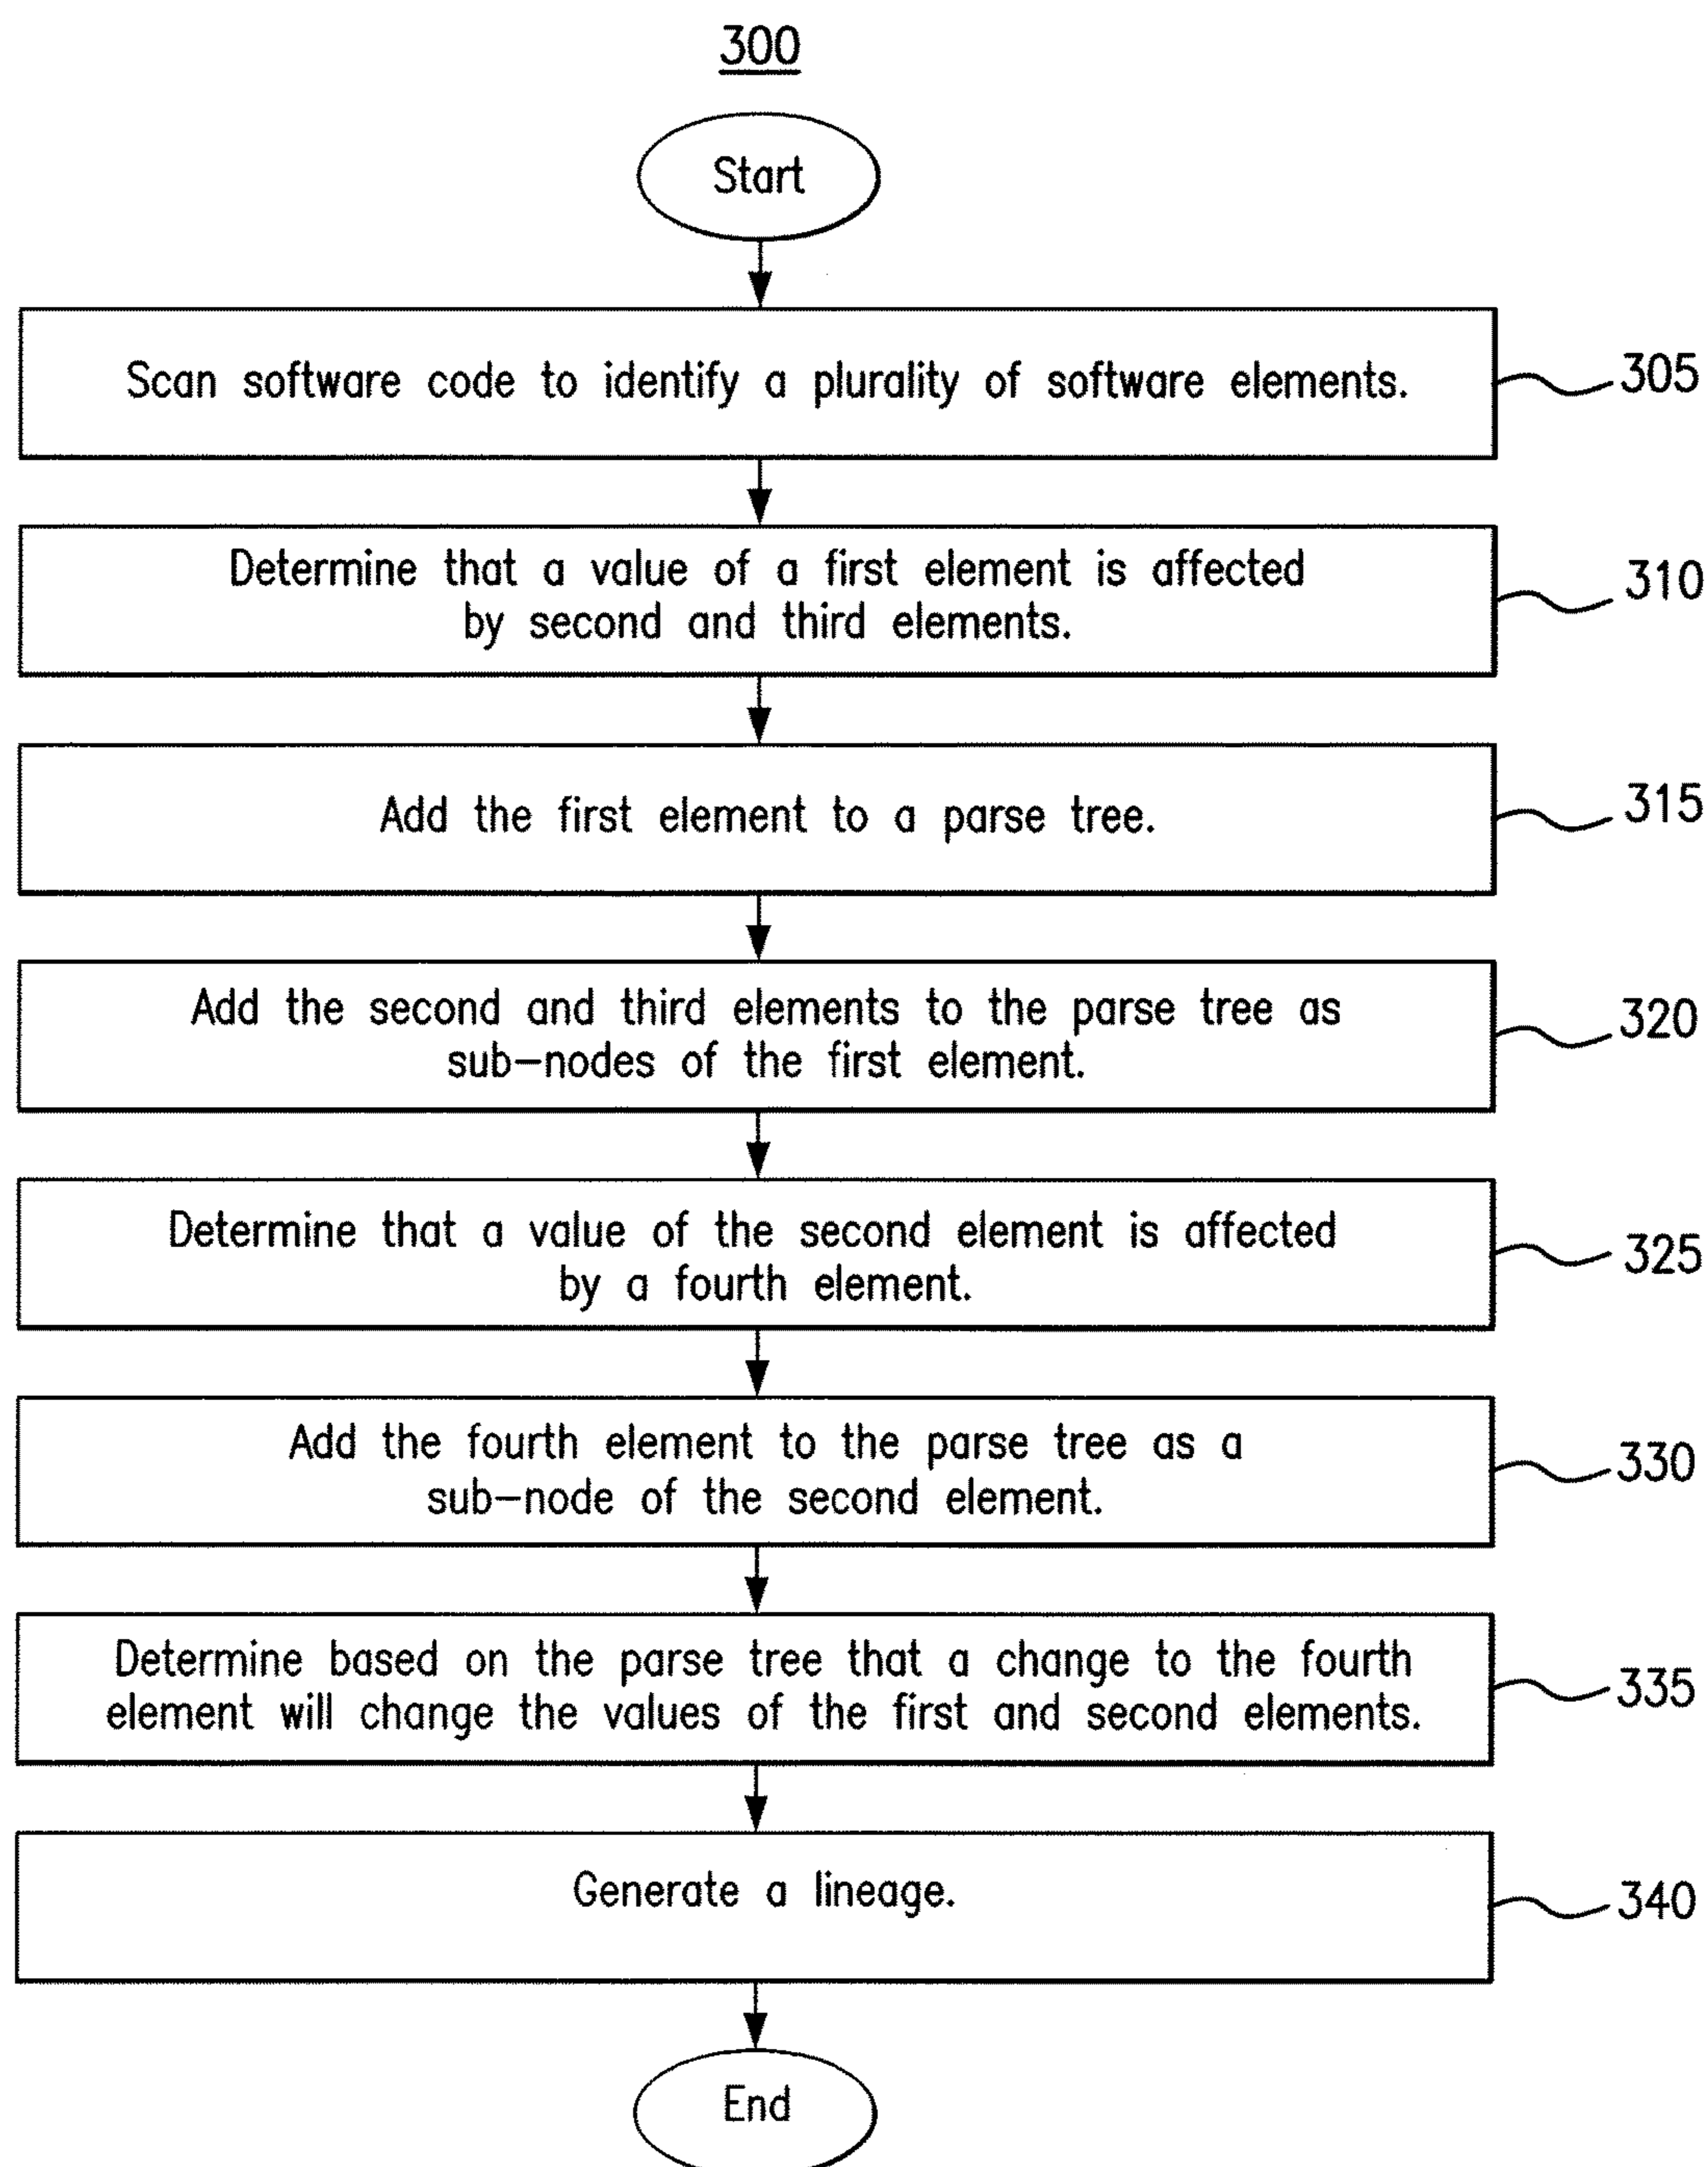 300
Start
Scan software code to identify a plurality of software elements.
305
Determine that a value of a first element is affected
by second and third elements.
310
Add the first element to a parse tree.
315
Add the second and third elements to the parse tree as
sub-nodes of the first element.
320
Determine that a value of the second element is affected
by a fourth element.
325
Add the fourth element to the parse tree as a
sub-node of the second element.
330
Determine based on the parse tree that a change to the fourth
element will change the values of the first and second elements.
335
Generate a lineage.
340
End